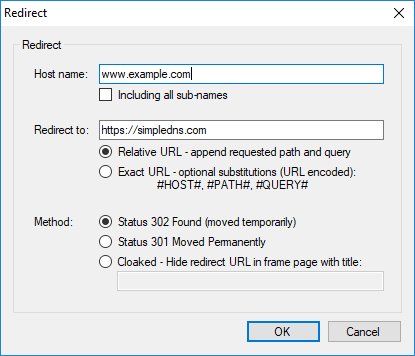 Redirect
Redirect
Host name: www.example.com
Including all sub-names
Redirect to: https://simpledns.com
Relative URL - append requested path and query
Exact URL - optional substitutions (URL encoded):
#HOST#, #PATH#, #QUERY#
Method: Status 302 Found (moved temporarily)
Status 301 Moved Permanently
Cloaked - Hide redirect URL in frame page with title:
OK Cancel